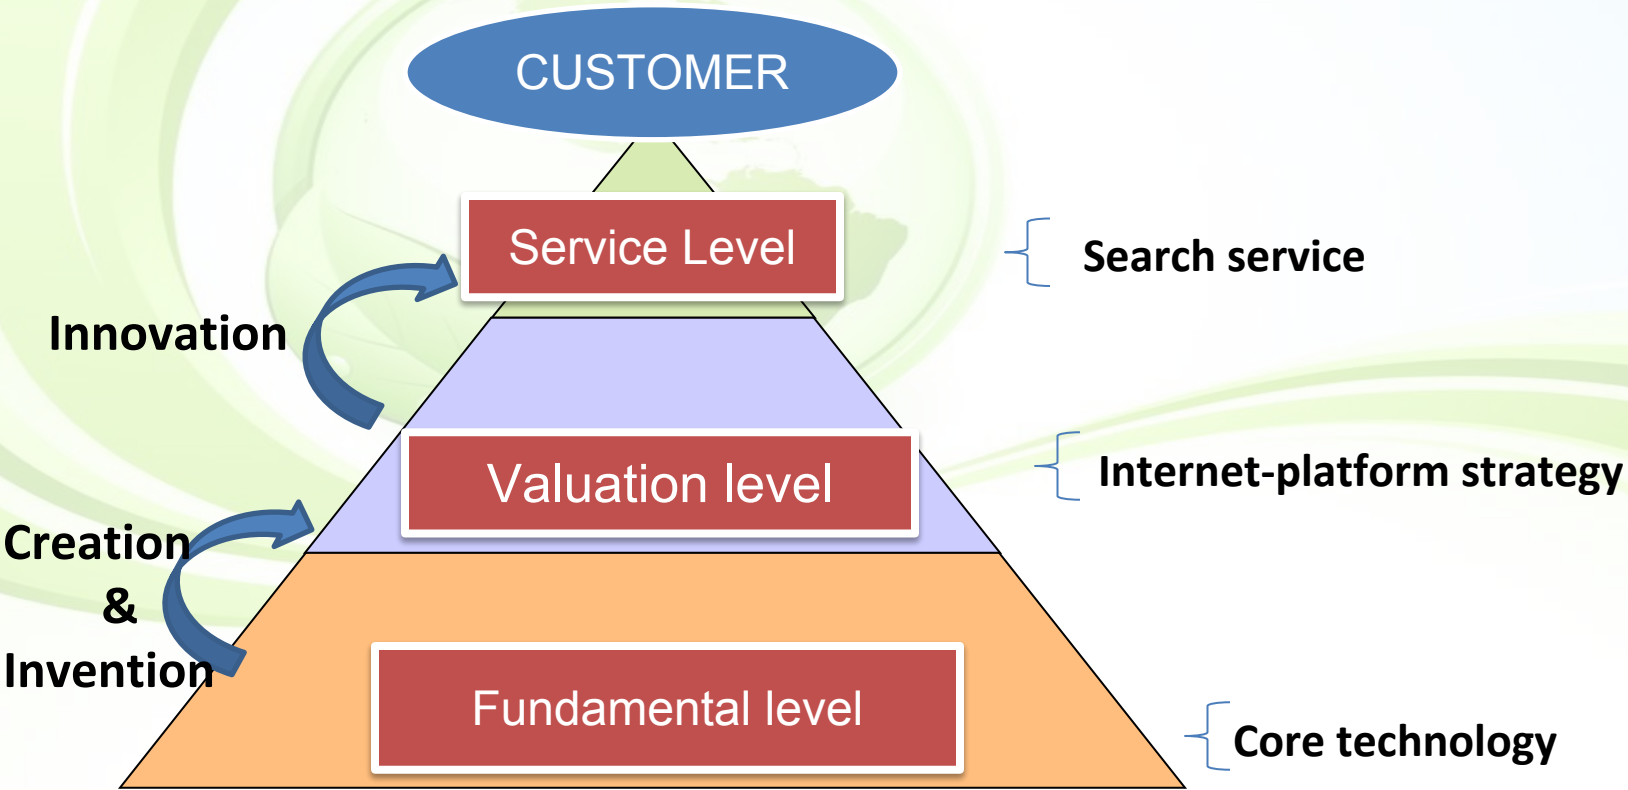 CUSTOMER
Service Level
Search service
Innovation
Valuation level
Internet-platform strategy
Creation
&
Invention
Fundamental level
Core technology